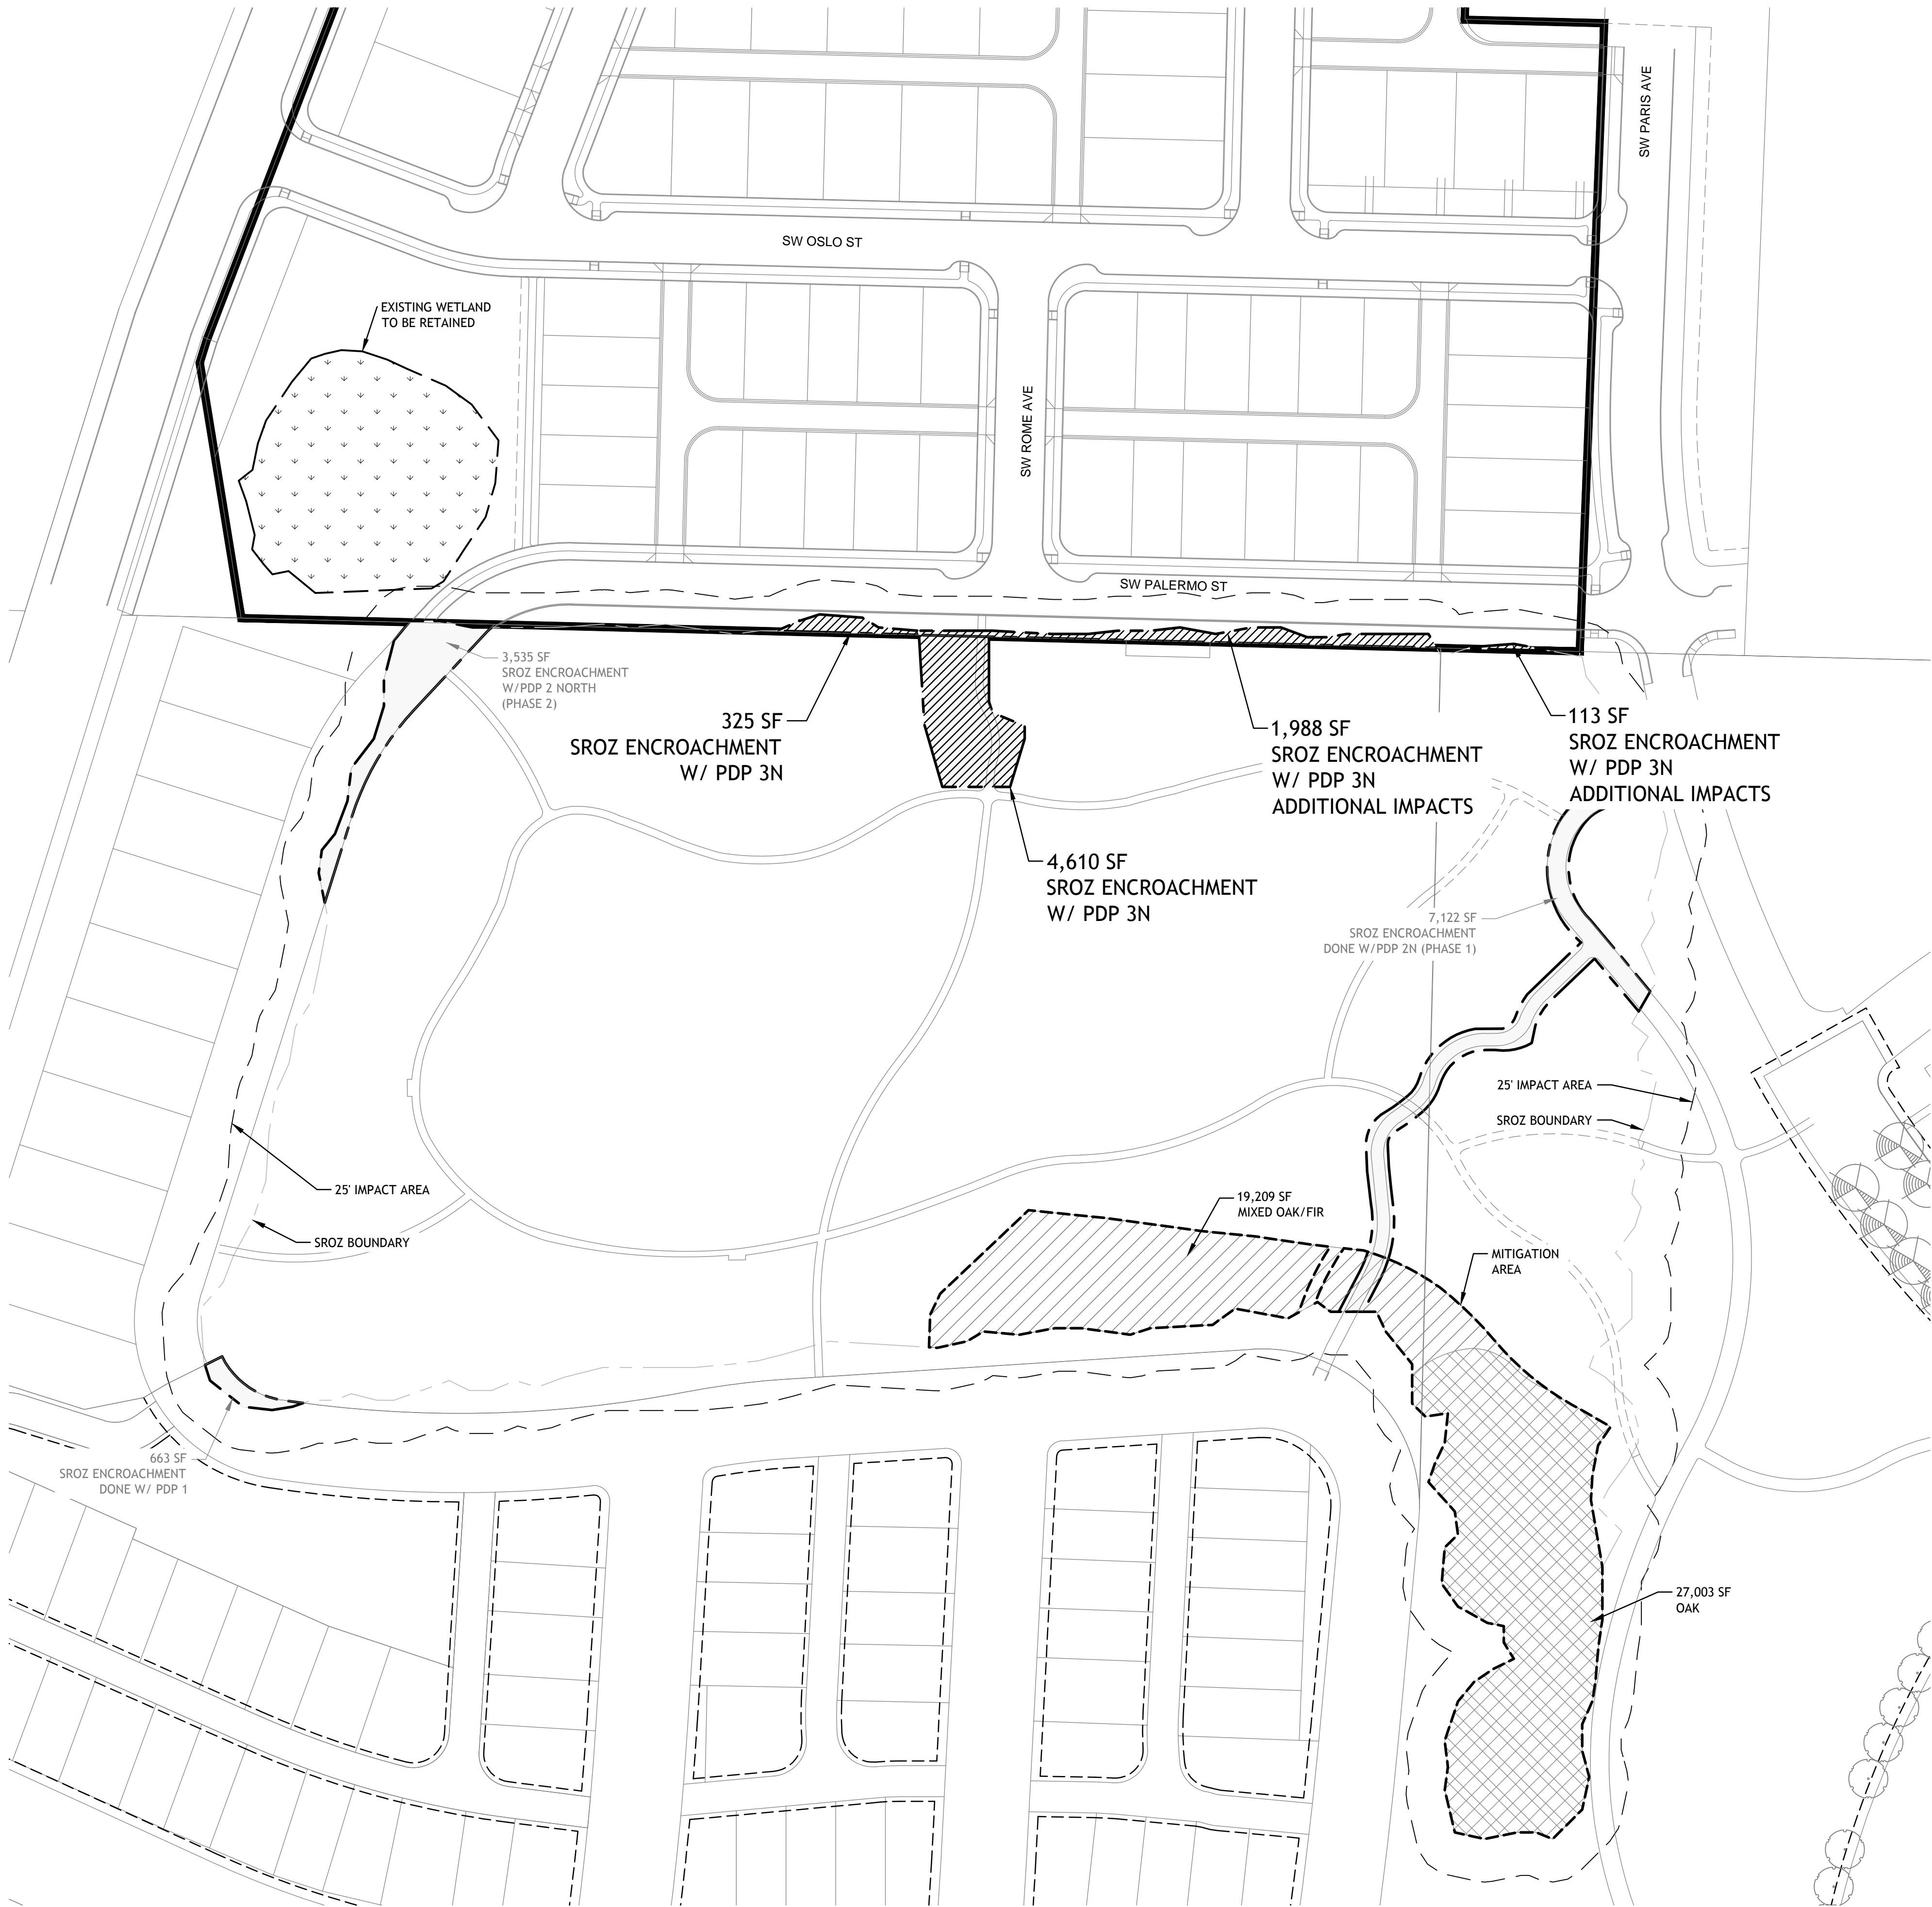 SW PARIS AVE
SW OSLO ST
EXISTING WETLAND
TO BE RETAINED
SW ROME AVE
SW PALERMO ST
3,535 SF
SROZ ENCROACHMENT
W/PDP 2 NORTH
(PHASE 2)
325 SF
SROZ ENCROACHMENT
W/ PDP 3N
1,988 SF
SROZ ENCROACHMENT
W/ PDP 3N
ADDITIONAL IMPACTS
113 SF
SROZ ENCROACHMENT
W/ PDP 3N
ADDITIONAL IMPACTS
4,610 SF
SROZ ENCROACHMENT
W/ PDP 3N
7,122 SF
SROZ ENCROACHMENT
DONE W/PDP 2N (PHASE 1)
25' IMPACT AREA
SROZ BOUNDARY
25' IMPACT AREA
SROZ BOUNDARY
19,209 SF
MIXED OAK/FIR
MITIGATION
AREA
663 SF
SROZ ENCROACHMENT
DONE W/ PDP 1
27,003 SF
OAK